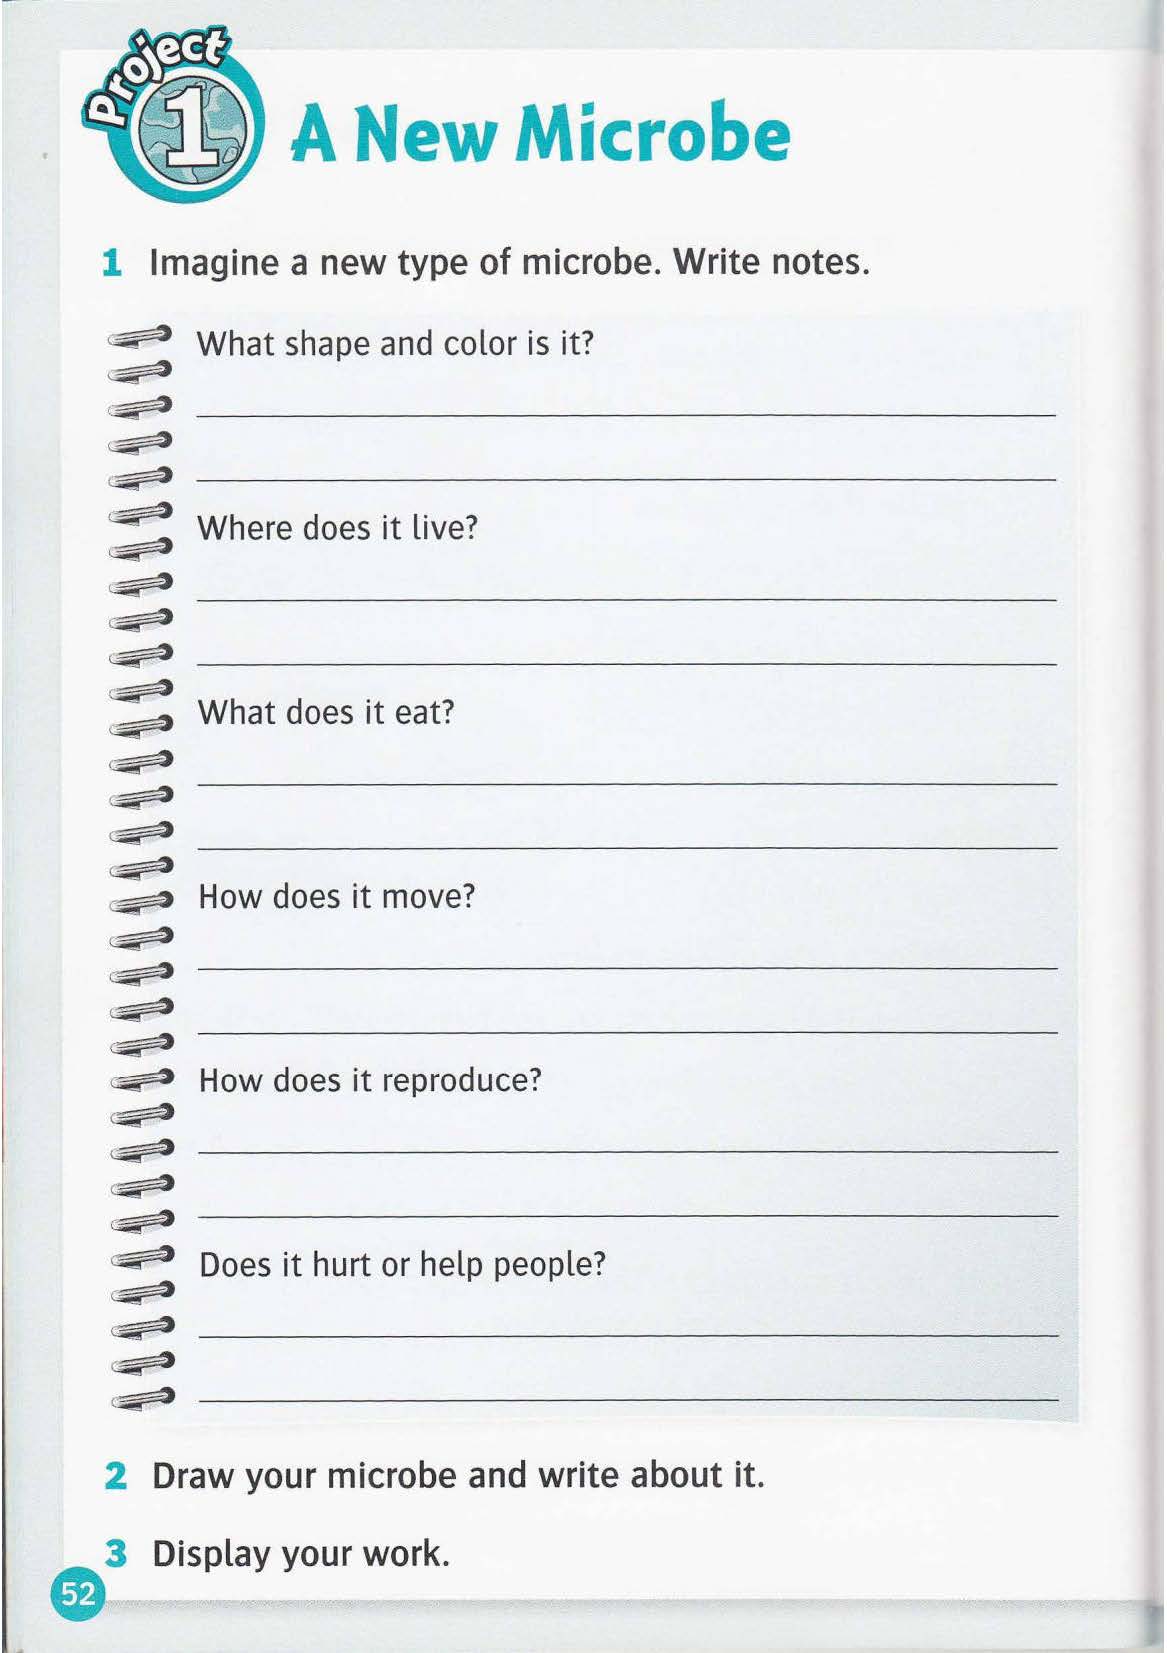 Project
1
A New Microbe
1 Imagine a new type of microbe. Write notes.
What shape and color is it?
Where does it live?
What does it eat?
How does it move?
How does it reproduce?
Does it hurt or help people?
2 Draw your microbe and write about it.
3 Display your work.
52